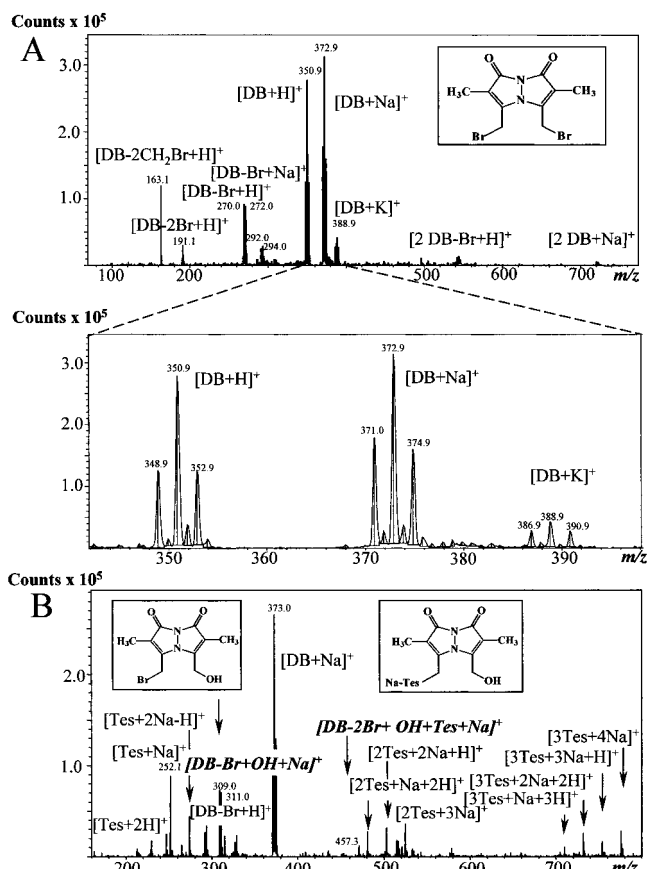 Counts x 10⁵
A
3.0
2.0
1.0
372.9
350.9
[DB+H]⁺
[DB+Na]⁺
[DB-2CH₂Br+H]⁺
163.1
[DB-Br+Na]⁺
[DB-Br+H]⁺
270.0 272.0
[DB-2Br+H]⁺
191.1
292.0
294.0
[DB+K]⁺
388.9
[2 DB-Br+H]⁺
[2 DB+Na]⁺
O O
N
N
H₃C CH₃
Br Br
100 200 500 600 700 m/z
Counts x 10⁵
3.0
2.0
1.0
350.9
[DB+H]⁺
348.9
352.9
372.9
[DB+Na]⁺
371.0
374.9
[DB+K]⁺
386.9 388.9 390.9
350 360 370 380 390 m/z
Counts x 10⁵
B
2.0
1.0
O O
N
N
H₃C CH₃
Br OH
373.0
[DB+Na]⁺
O O
N
N
H₃C CH₃
Na-Tes OH
[Tes+2Na-H]⁺
[Tes+Na]⁺
252.1
[DB-Br+OH+Na]⁺
309.0
311.0
[DB-Br+H]⁺
[Tes+2H]⁺
[DB-2Br+ OH+Tes+Na]⁺
457.3
[2Tes+2Na+H]⁺
[2Tes+Na+2H]⁺
[2Tes+3Na]⁺
[3Tes+4Na]⁺
[3Tes+3Na+H]⁺
[3Tes+2Na+2H]⁺
[3Tes+Na+3H]⁺
200 300 400 500 600 700 m/z